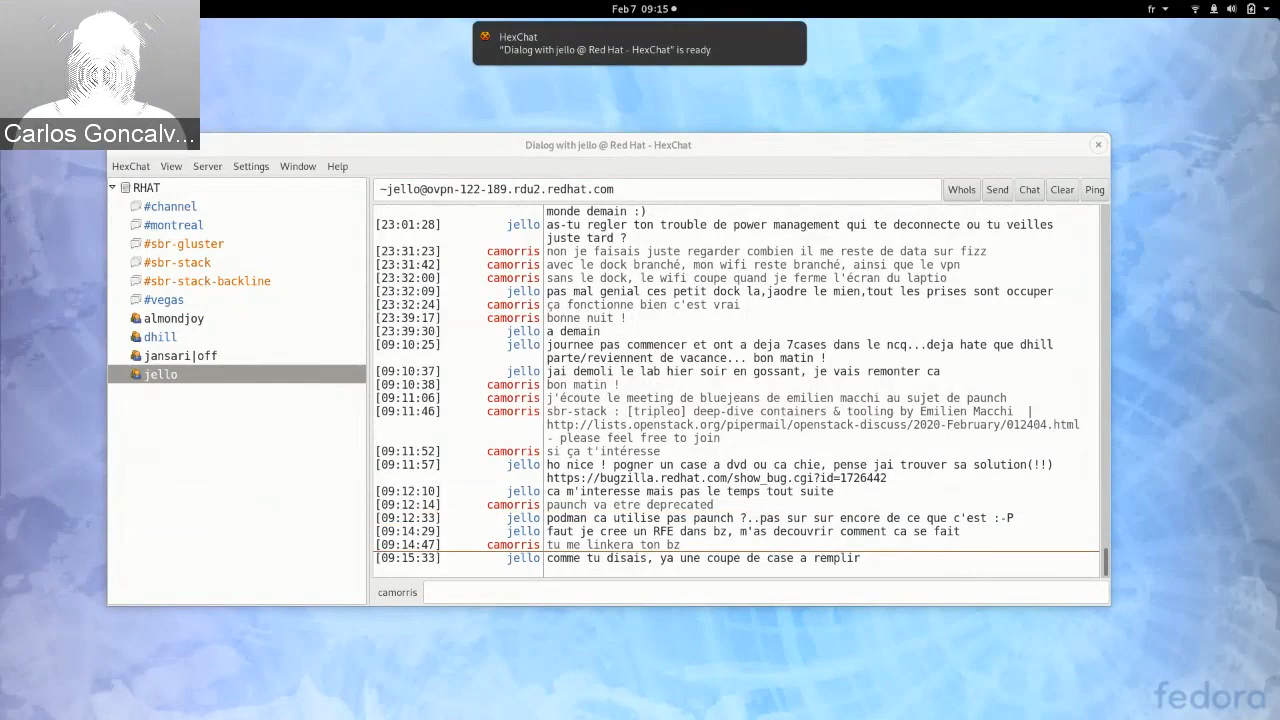 Feb 7 09:15
fr
HexChat
"Dialog with jello @ Red Hat - HexChat" is ready
Carlos Goncalv...
Dialog with jello @ Red Hat - HexChat
HexChat View Server Settings Window Help
RHAT
#channel
#montreal
#sbr-gluster
#sbr-stack
#sbr-stack-backline
#vegas
almondjoy
dhill
jansari|off
jello
~jello@ovpn-122-189.rdu2.redhat.com
WhoIs Send Chat Clear Ping
monde demain :)
[23:01:28] jello as-tu regler ton trouble de power management qui te deconnecte ou tu veilles
juste tard ?
[23:31:23] camorris non je faisais juste regarder combien il me reste de data sur fizz
[23:31:42] camorris avec le dock branché, mon wifi reste branché, ainsi que le vpn
[23:32:00] camorris sans le dock, le wifi coupe quand je ferme l'écran du laptio
[23:32:09] jello pas mal genial ces petit dock la,jaodre le mien,tout les prises sont occuper
[23:32:24] camorris ça fonctionne bien c'est vrai
[23:39:17] camorris bonne nuit !
[23:39:30] jello a demain
[09:10:25] jello journee pas commencer et ont a deja 7cases dans le ncq...deja hate que dhill
parte/reviennent de vacance... bon matin !
[09:10:37] jello jai demoli le lab hier soir en gossant, je vais remonter ca
[09:10:38] camorris bon matin !
[09:11:06] camorris j'écoute le meeting de bluejeans de emilien macchi au sujet de paunch
[09:11:46] camorris sbr-stack : [tripleo] deep-dive containers & tooling by Emilien Macchi |
http://lists.openstack.org/pipermail/openstack-discuss/2020-February/012404.html
- please feel free to join
[09:11:52] camorris si ça t'intéresse
[09:11:57] jello ho nice ! pogner un case a dvd ou ca chie, pense jai trouver sa solution(!!)
https://bugzilla.redhat.com/show_bug.cgi?id=1726442
[09:12:10] jello ca m'interesse mais pas le temps tout suite
[09:12:14] camorris paunch va etre deprecated
[09:12:33] jello podman ca utilise pas paunch ?..pas sur sur encore de ce que c'est :-P
[09:14:29] jello faut je cree un RFE dans bz, m'as decouvrir comment ca se fait
[09:14:47] camorris tu me linkera ton bz
[09:15:33] jello comme tu disais, ya une coupe de case a remplir
camorris
fedora